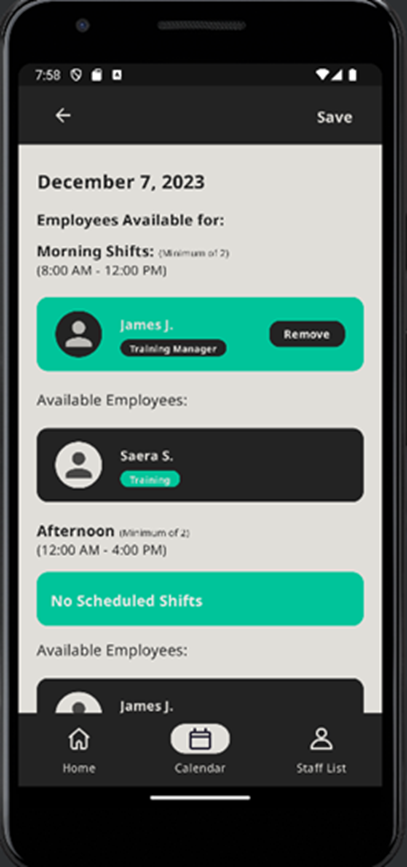 7:58
Save
December 7, 2023
Employees Available for:
Morning Shifts: (Minimum of 2)
(8:00 AM - 12:00 PM)
James J.
Training Manager
Remove
Available Employees:
Saera S.
Training
Afternoon (Minimum of 2)
(12:00 AM - 4:00 PM)
No Scheduled Shifts
Available Employees:
James J.
Home
Calendar
Staff List